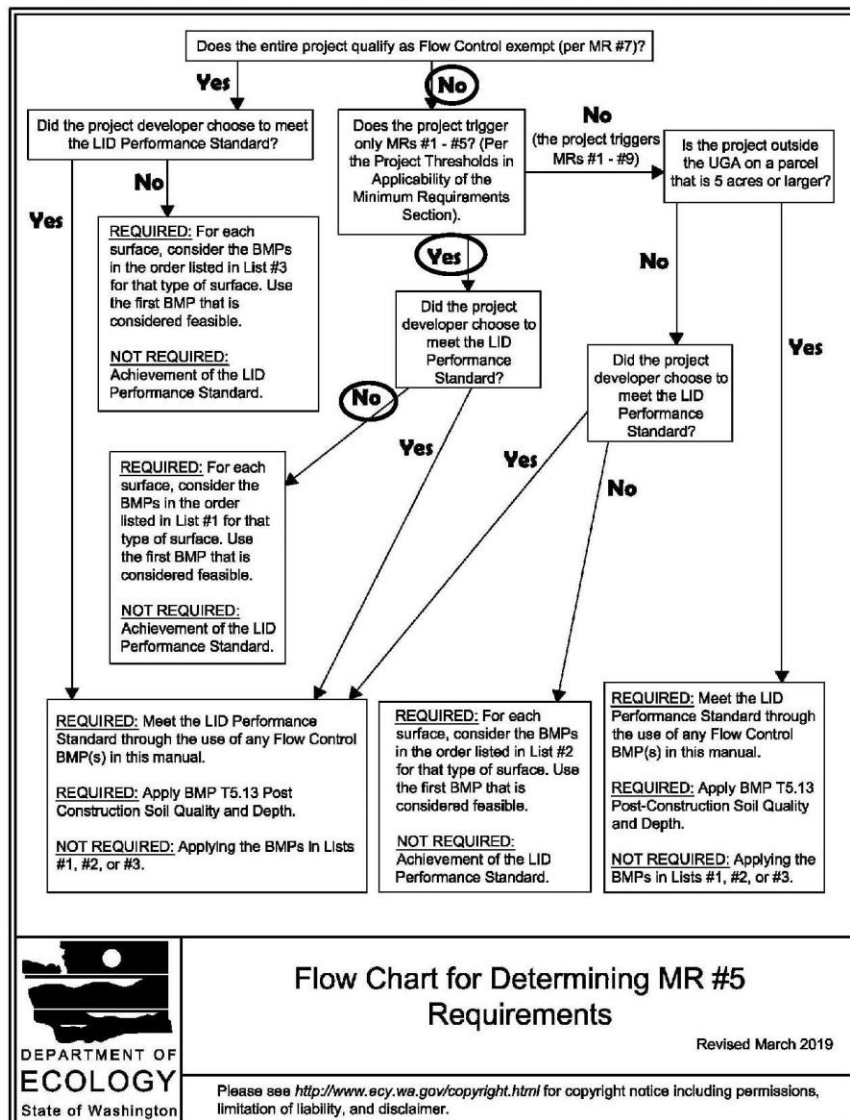 Does the entire project qualify as Flow Control exempt (per MR #7)?
Yes
No
Did the project developer choose to meet
the LID Performance Standard?
Does the project trigger
only MRs #1 - #5? (Per
the Project Thresholds in
Applicability of the
Minimum Requirements
Section).
No
(the project triggers
MRs #1 - #9)
Is the project outside
the UGA on a parcel
that is 5 acres or larger?
Yes
No
REQUIRED: For each
surface, consider the BMPs
in the order listed in List #3
for that type of surface. Use
the first BMP that is
considered feasible.
NOT REQUIRED:
Achievement of the LID
Performance Standard.
Yes
No
Yes
Did the project
developer choose to
meet the LID
Performance
Standard?
Did the project
developer choose to
meet the LID
Performance
Standard?
No
Yes
Yes
No
REQUIRED: For each
surface, consider the
BMPs in the order
listed in List #1 for that
type of surface. Use
the first BMP that is
considered feasible.
NOT REQUIRED:
Achievement of the LID
Performance Standard.
REQUIRED: Meet the LID Performance
Standard through the use of any Flow Control
BMP(s) in this manual.
REQUIRED: Apply BMP T5.13 Post
Construction Soil Quality and Depth.
NOT REQUIRED: Applying the BMPs in Lists
#1, #2, or #3.
REQUIRED: For each
surface, consider the BMPs
in the order listed in List #2
for that type of surface. Use
the first BMP that is
considered feasible.
NOT REQUIRED:
Achievement of the LID
Performance Standard.
REQUIRED: Meet the LID
Performance Standard through
the use of any Flow Control
BMP(s) in this manual.
REQUIRED: Apply BMP T5.13
Post-Construction Soil Quality
and Depth.
NOT REQUIRED: Applying the
BMPs in Lists #1, #2, or #3.
DEPARTMENT OF
ECOLOGY
State of Washington
Flow Chart for Determining MR #5
Requirements
Revised March 2019
Please see http://www.ecy.wa.gov/copyright.html for copyright notice including permissions,
limitation of liability, and disclaimer.